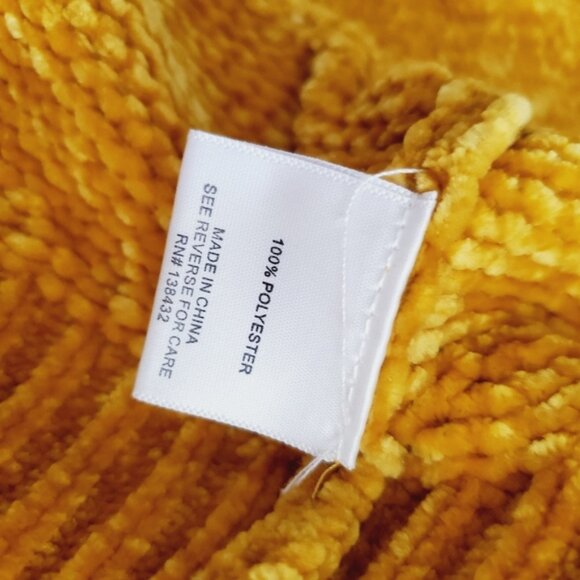 100% POLYESTER
MADE IN CHINA
SEE REVERSE FOR CARE
RN# 138432